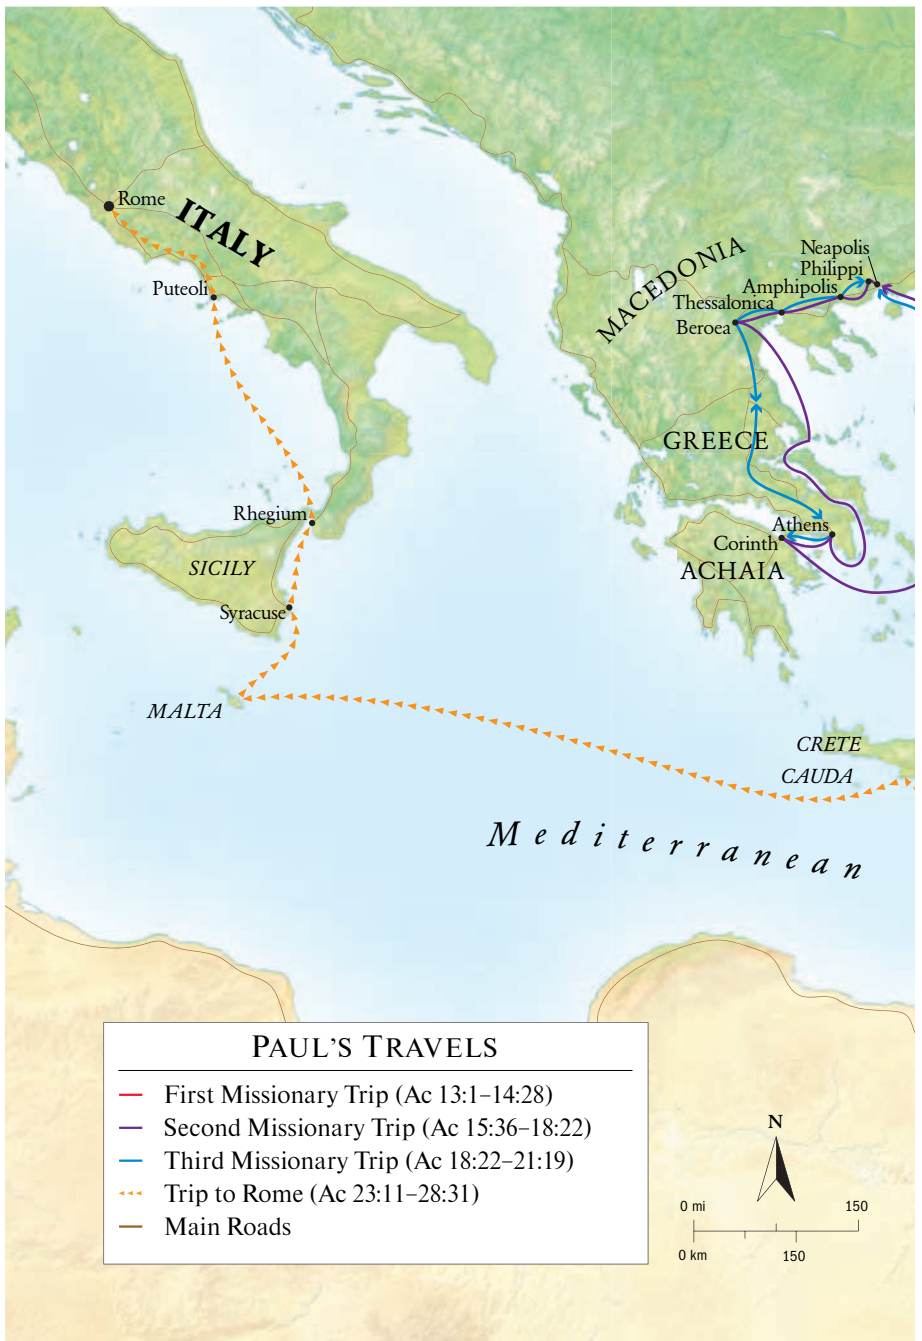 Rome
ITALY
Puteoli
Neapolis
Philippi
MACEDONIA
Amphipolis
Thessalonica
Beroea
GREECE
Rhegium
Athens
Corinth
SICILY
ACHAIA
Syracuse
MALTA
CRETE
CAUDA
Mediterranean
PAUL'S TRAVELS
First Missionary Trip (Ac 13:1–14:28)
Second Missionary Trip (Ac 15:36–18:22)
Third Missionary Trip (Ac 18:22–21:19)
Trip to Rome (Ac 23:11–28:31)
Main Roads
N
0 mi 150
0 km 150